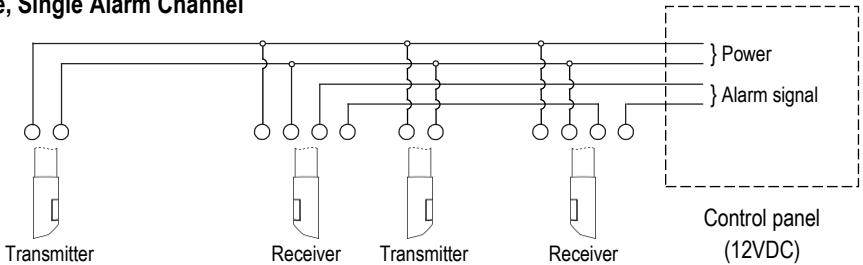 , Single Alarm Channel
} Power
} Alarm signal
Transmitter
Receiver
Transmitter
Receiver
Control panel
(12VDC)